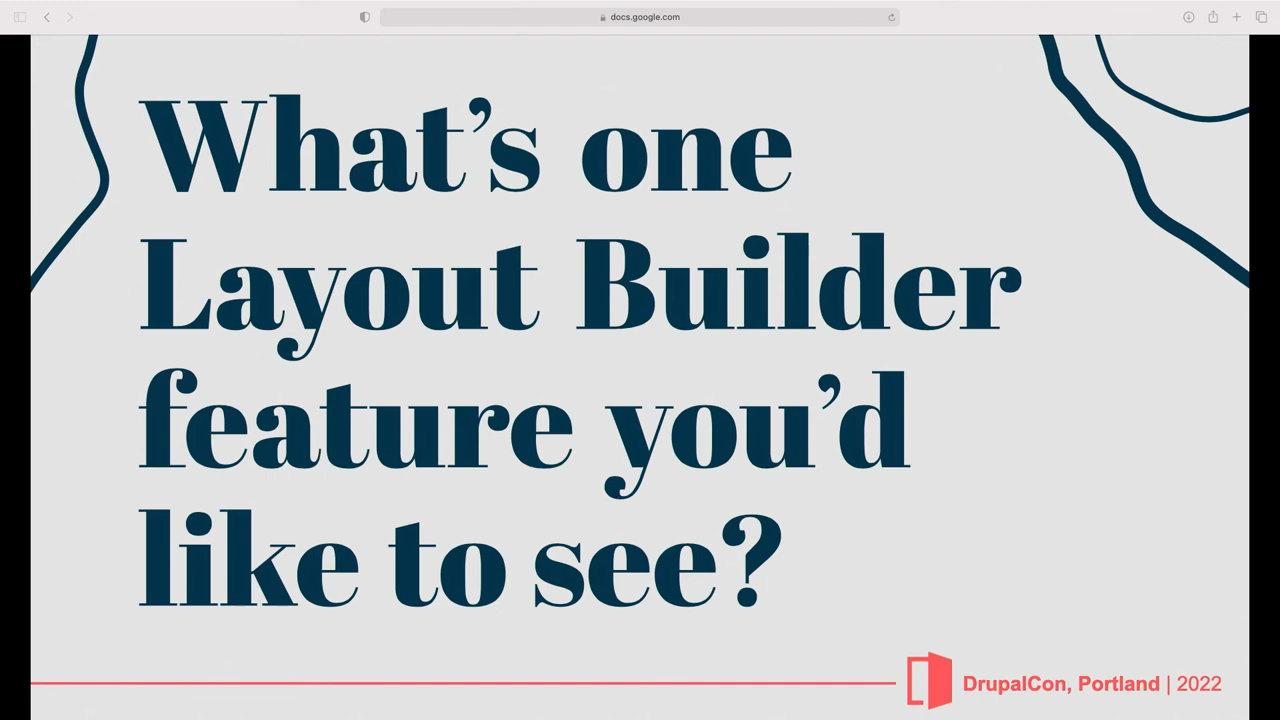 docs.google.com
What’s one
Layout Builder
feature you’d
like to see?
DrupalCon, Portland | 2022